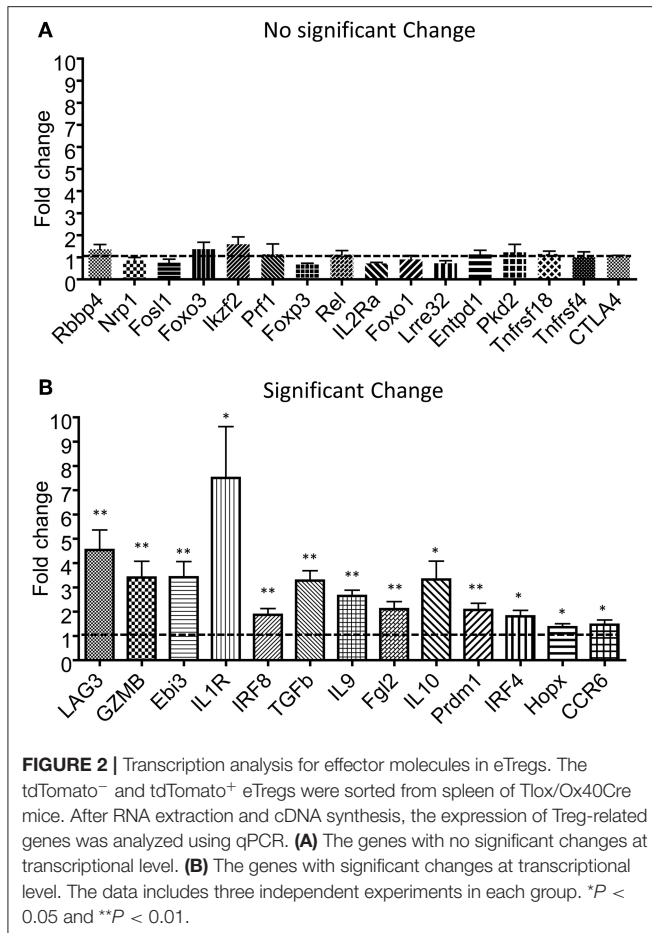 A
No significant Change
Fold change
10
9
8
7
6
5
4
3
2
1
0
Rbbp4
Nrp1
Fosl1
Foxo3
Ikzf2
Prf1
Foxp3
Rel
IL2Ra
Foxo1
Lrre32
Entpd1
Pkd2
Tnfrsf18
Tnfrsf4
CTLA4
B
Significant Change
Fold change
10
9
8
7
6
5
4
3
2
1
0
**
**
**
*
**
**
**
**
*
**
*
*
*
LAG3
GZMB
Ebi3
IL1R
IRF8
TGFb
IL9
Fgl2
IL10
Prdm1
IRF4
Hopx
CCR6
FIGURE 2 | Transcription analysis for effector molecules in eTregs. The
tdTomato− and tdTomato+ eTregs were sorted from spleen of Tlox/Ox40Cre
mice. After RNA extraction and cDNA synthesis, the expression of Treg-related
genes was analyzed using qPCR. (A) The genes with no significant changes at
transcriptional level. (B) The genes with significant changes at transcriptional
level. The data includes three independent experiments in each group. *P <
0.05 and **P < 0.01.